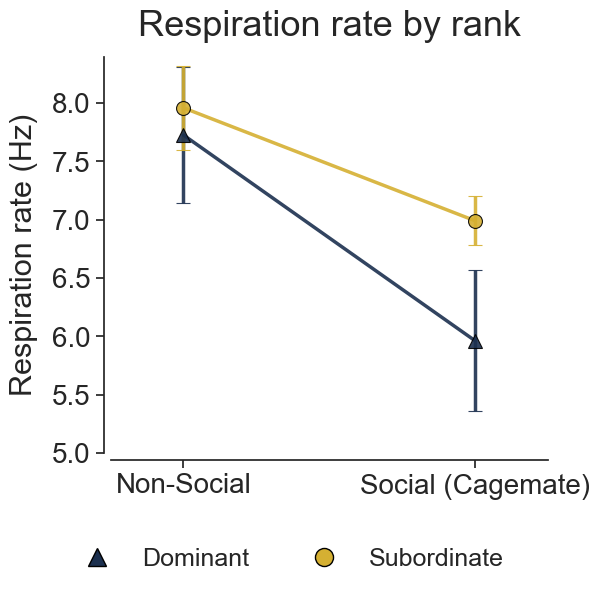 Respiration rate by rank
Respiration rate (Hz)
8.0
7.5
7.0
6.5
6.0
5.5
5.0
Non-Social
Social (Cagemate)
Dominant
Subordinate